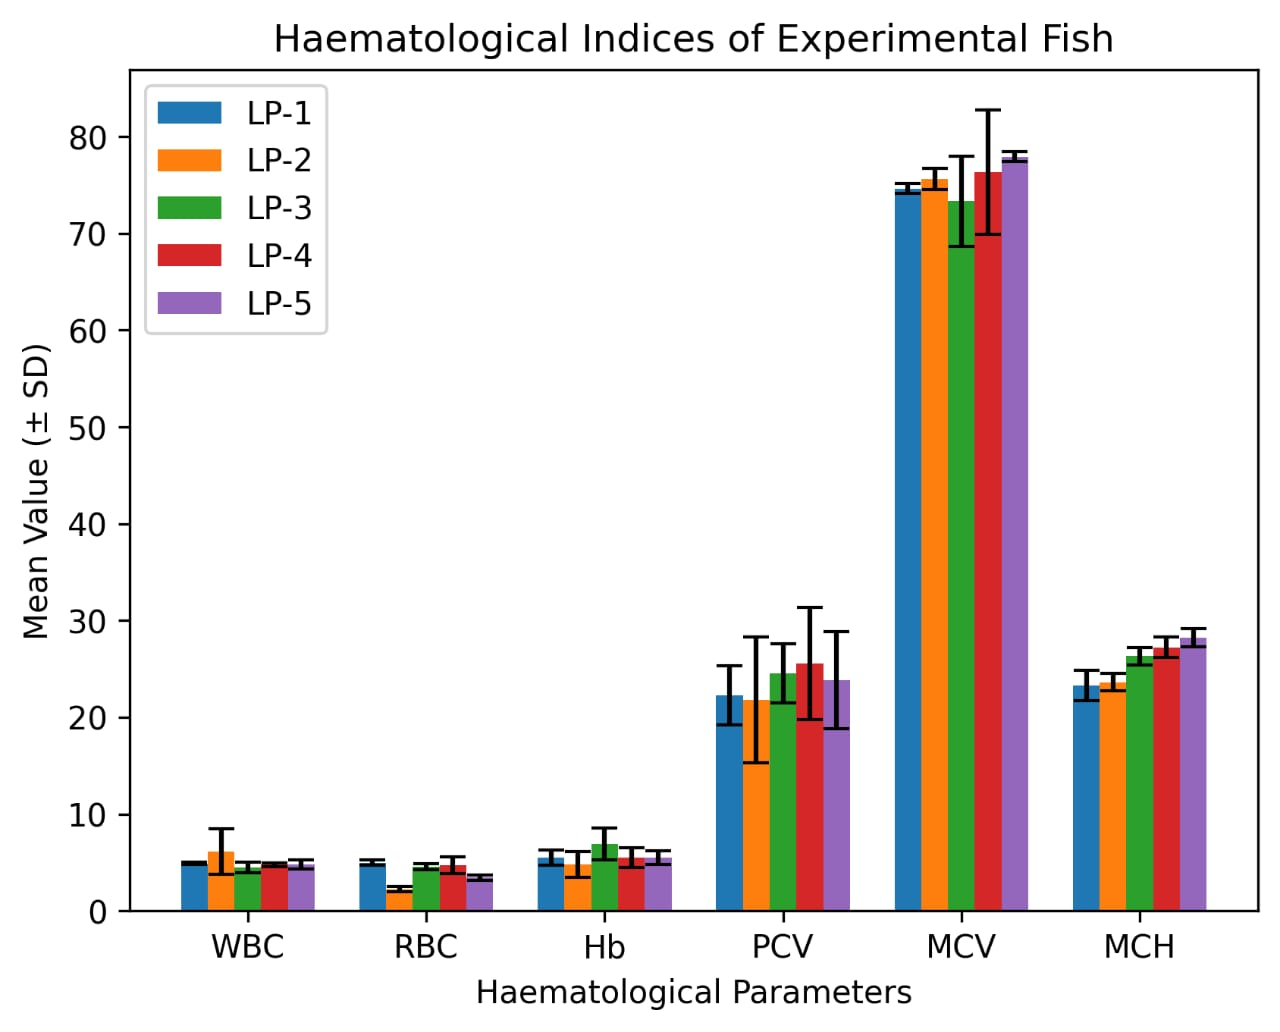 Haematological Indices of Experimental Fish
LP-1
LP-2
LP-3
LP-4
LP-5
Mean Value (± SD)
80
70
60
50
40
30
20
10
0
WBC RBC Hb PCV MCV MCH
Haematological Parameters